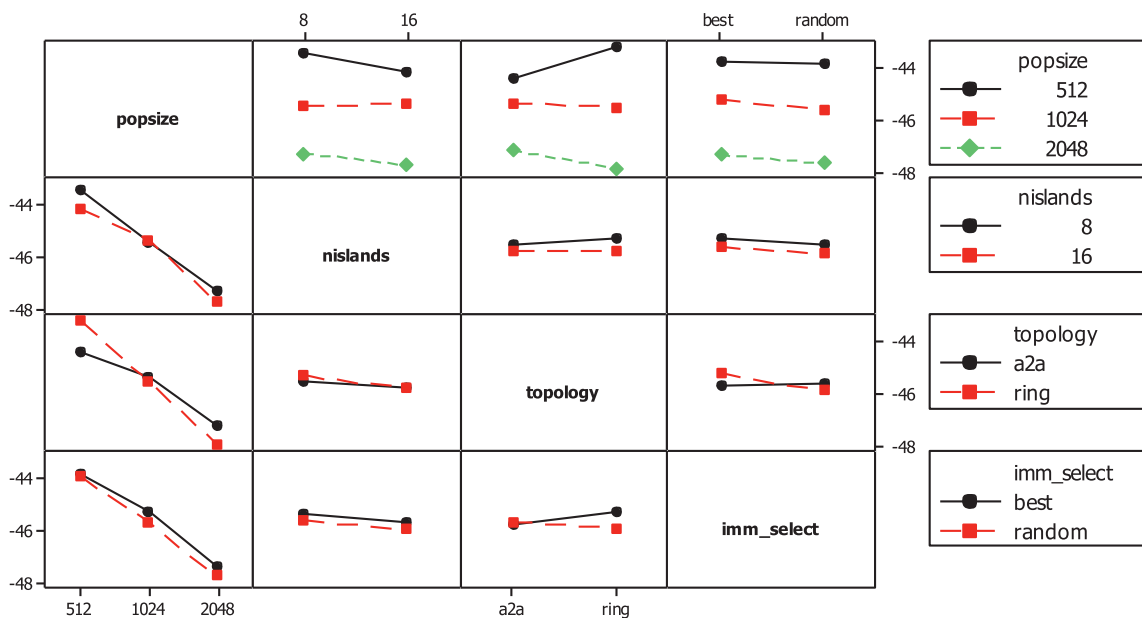 8 16 best random
popsize
-44
-46
-48
popsize
512
1024
2048
-44
-46
-48
nislands
nislands
8
16
topology
-44
-46
-48
topology
a2a
ring
-44
-46
-48
imm_select
imm_select
best
random
512 1024 2048 a2a ring